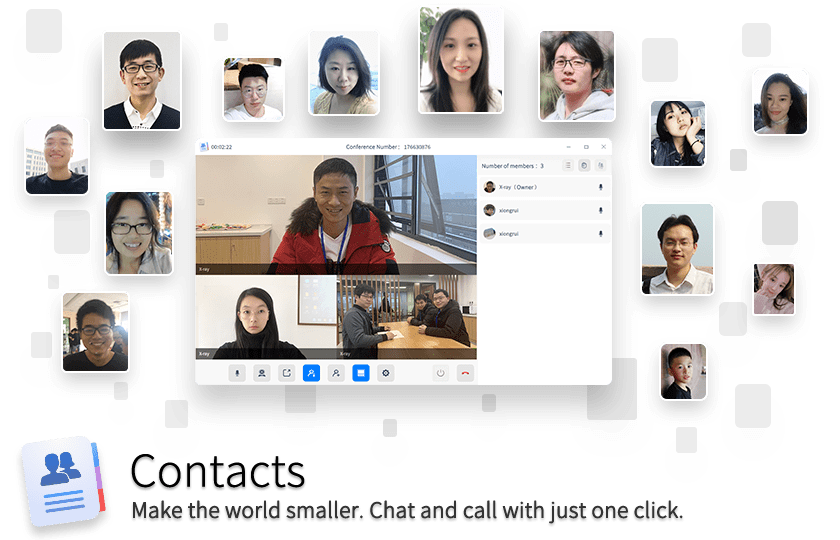 00:02:22
Conference Number： 176630876
Number of members： 3
X-ray（Owner）
xiongrui
xiongrui
X-ray
X-ray
X-ray
Contacts
Make the world smaller. Chat and call with just one click.